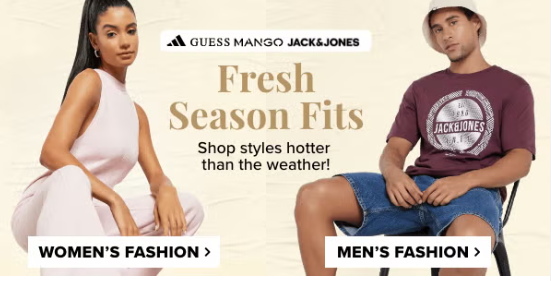 GUESS MANGO JACK&JONES
Fresh
Season Fits
Shop styles hotter
than the weather!
JACK&JONES
WOMEN'S FASHION >
MEN'S FASHION >